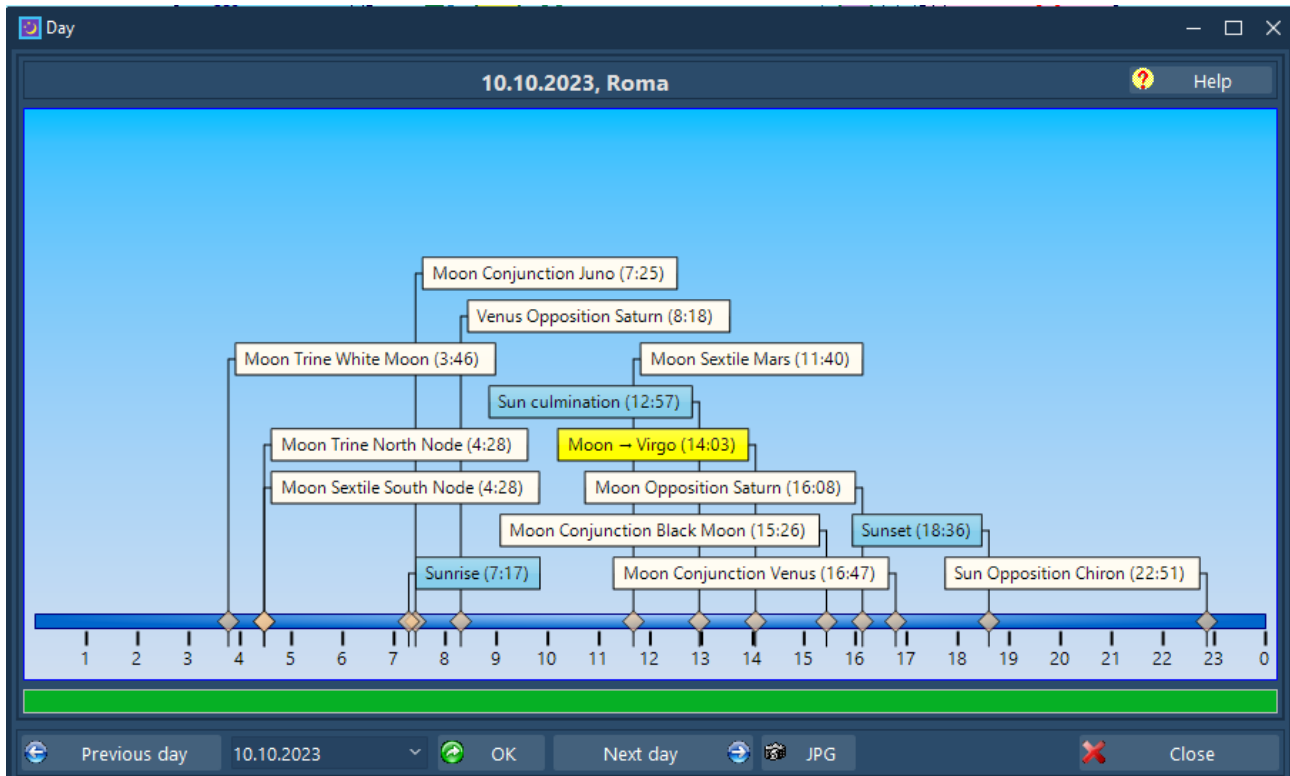 Day
10.10.2023, Roma
Help
Moon Conjunction Juno (7:25)
Venus Opposition Saturn (8:18)
Moon Trine White Moon (3:46)
Moon Sextile Mars (11:40)
Sun culmination (12:57)
Moon Trine North Node (4:28)
Moon → Virgo (14:03)
Moon Sextile South Node (4:28)
Moon Opposition Saturn (16:08)
Moon Conjunction Black Moon (15:26)
Sunset (18:36)
Sunrise (7:17)
Moon Conjunction Venus (16:47)
Sun Opposition Chiron (22:51)
1 2 3 4 5 6 7 8 9 10 11 12 13 14 15 16 17 18 19 20 21 22 23 0
Previous day
10.10.2023
OK
Next day
JPG
Close